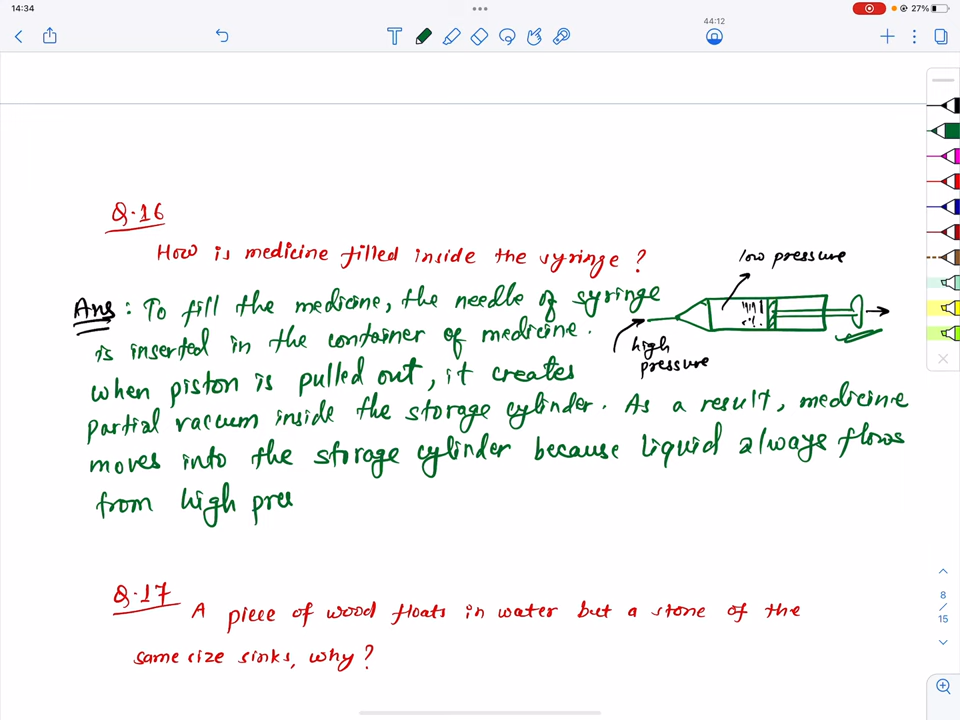 14:34
27%
44:12
T
Q.16
How is medicine filled inside the syringe ?
low pressure
Ans : To fill the medicine, the needle of syringe
is inserted in the container of medicine.
high
pressure
when piston is pulled out, it creates
partial vacuum inside the storage cylinder. As a result, medicine
moves into the storage cylinder because liquid always flows
from high pres
Q.17
A piece of wood floats in water but a stone of the
same size sinks, why ?
8
/
15